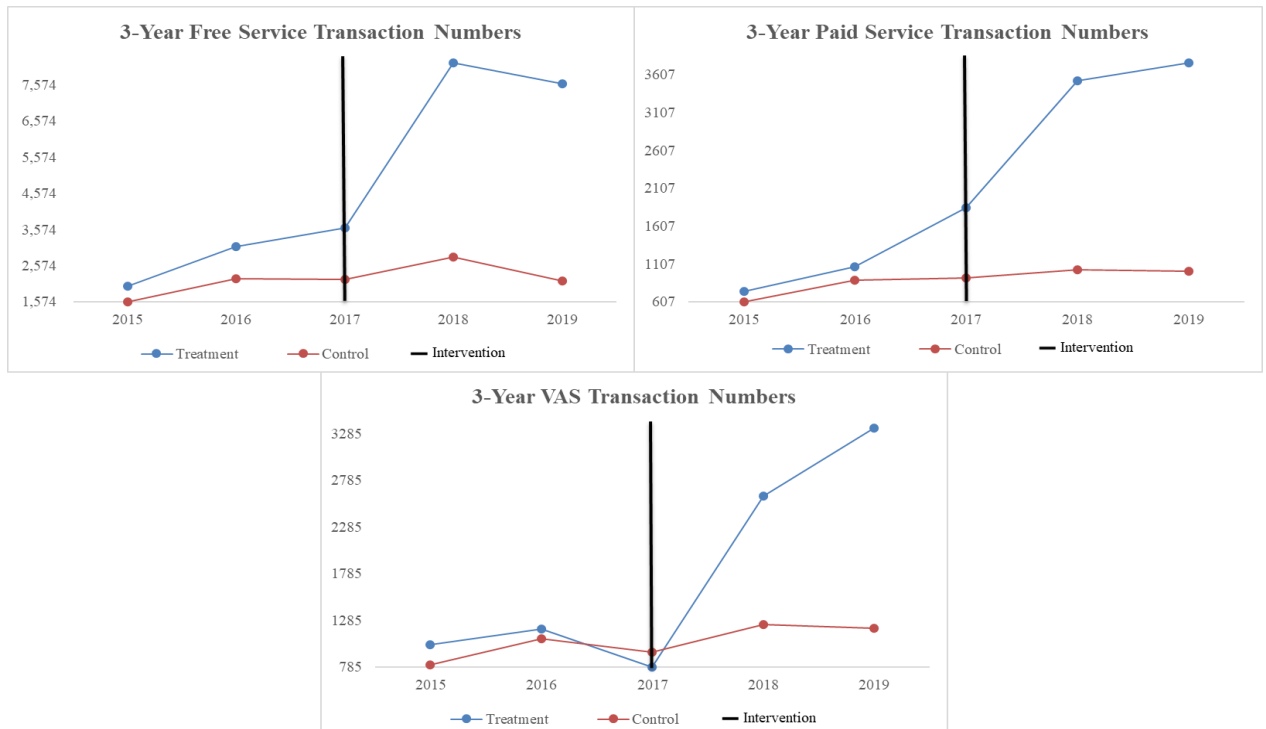 3-Year Free Service Transaction Numbers
7,574
6,574
5,574
4,574
3,574
2,574
1,574
2015 2016 2017 2018 2019
Treatment Control Intervention
3-Year Paid Service Transaction Numbers
3607
3107
2607
2107
1607
1107
607
2015 2016 2017 2018 2019
Treatment Control Intervention
3-Year VAS Transaction Numbers
3285
2785
2285
1785
1285
785
2015 2016 2017 2018 2019
Treatment Control Intervention